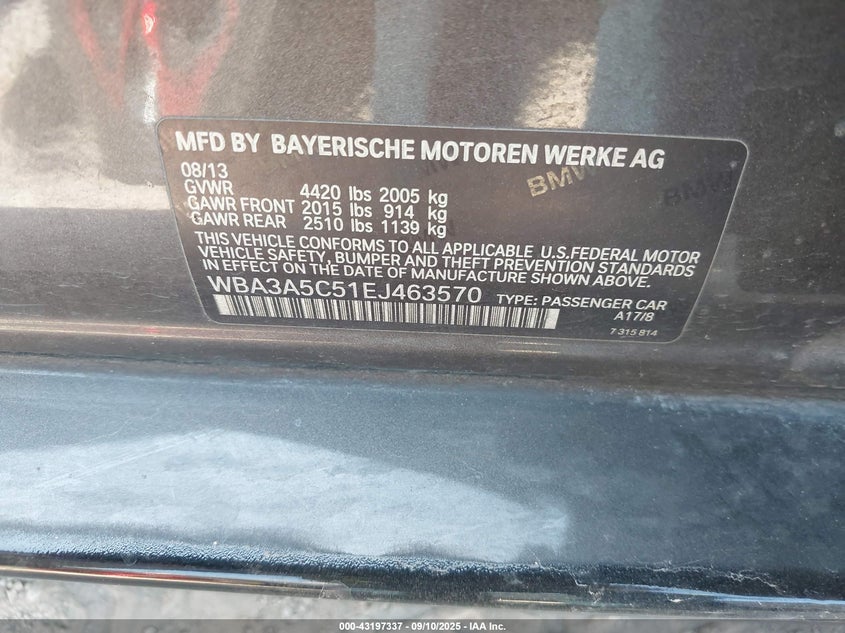 MFD BY BAYERISCHE MOTOREN WERKE AG
08/13
GVWR 4420 lbs 2005 kg
GAWR FRONT 2015 lbs 914 kg
GAWR REAR 2510 lbs 1139 kg
THIS VEHICLE CONFORMS TO ALL APPLICABLE U.S.FEDERAL MOTOR
VEHICLE SAFETY, BUMPER AND THEFT PREVENTION STANDARDS
IN EFFECT ON THE DATE OF MANUFACTURE SHOWN ABOVE.
WBA3A5C51EJ463570 TYPE: PASSENGER CAR
A17/8
7 315 814
BMW
BMW
000-43197337 - 09/10/2025 - IAA Inc.